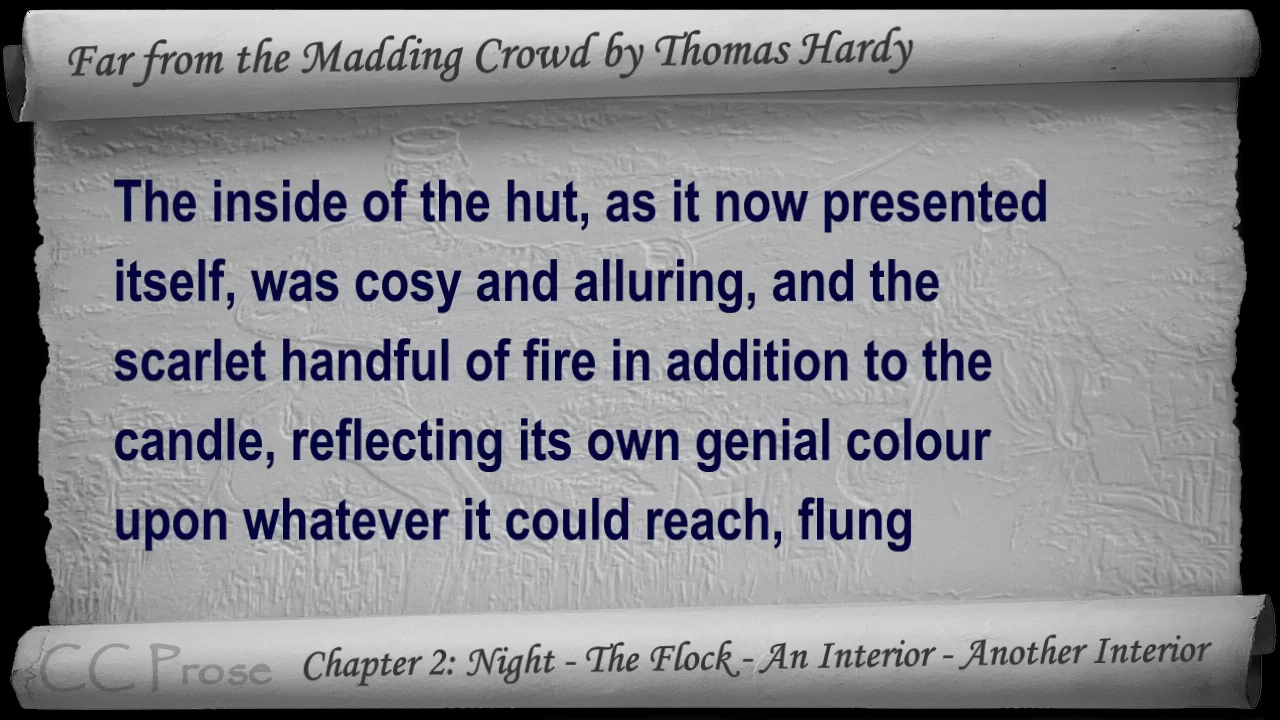 Far from the Madding Crowd by Thomas Hardy
The inside of the hut, as it now presented
itself, was cosy and alluring, and the
scarlet handful of fire in addition to the
candle, reflecting its own genial colour
upon whatever it could reach, flung
CC Prose
Chapter 2: Night - The Flock - An Interior - Another Interior